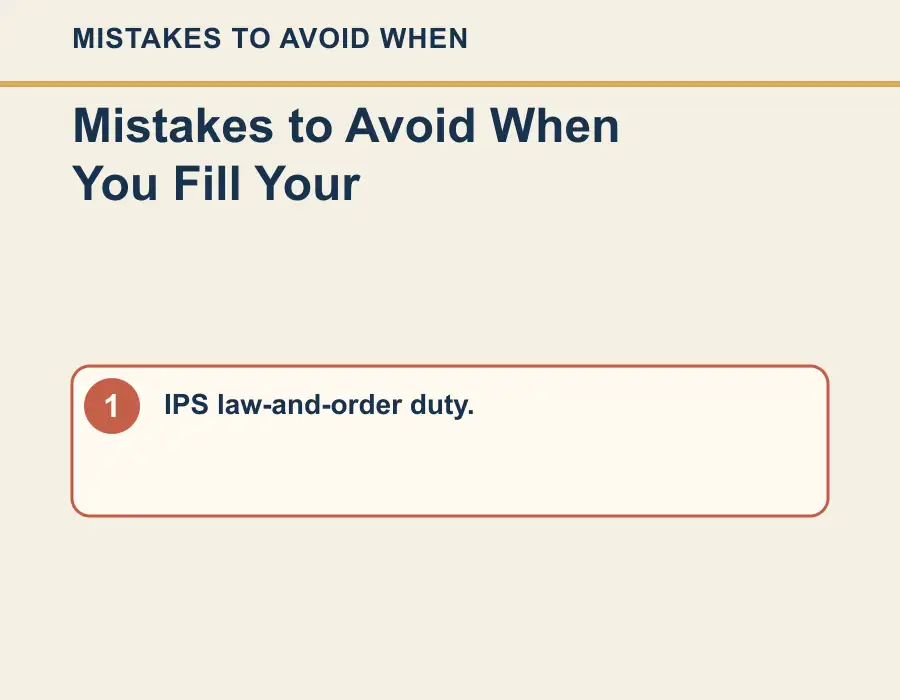 MISTAKES TO AVOID WHEN
Mistakes to Avoid When
You Fill Your
1 IPS law-and-order duty.